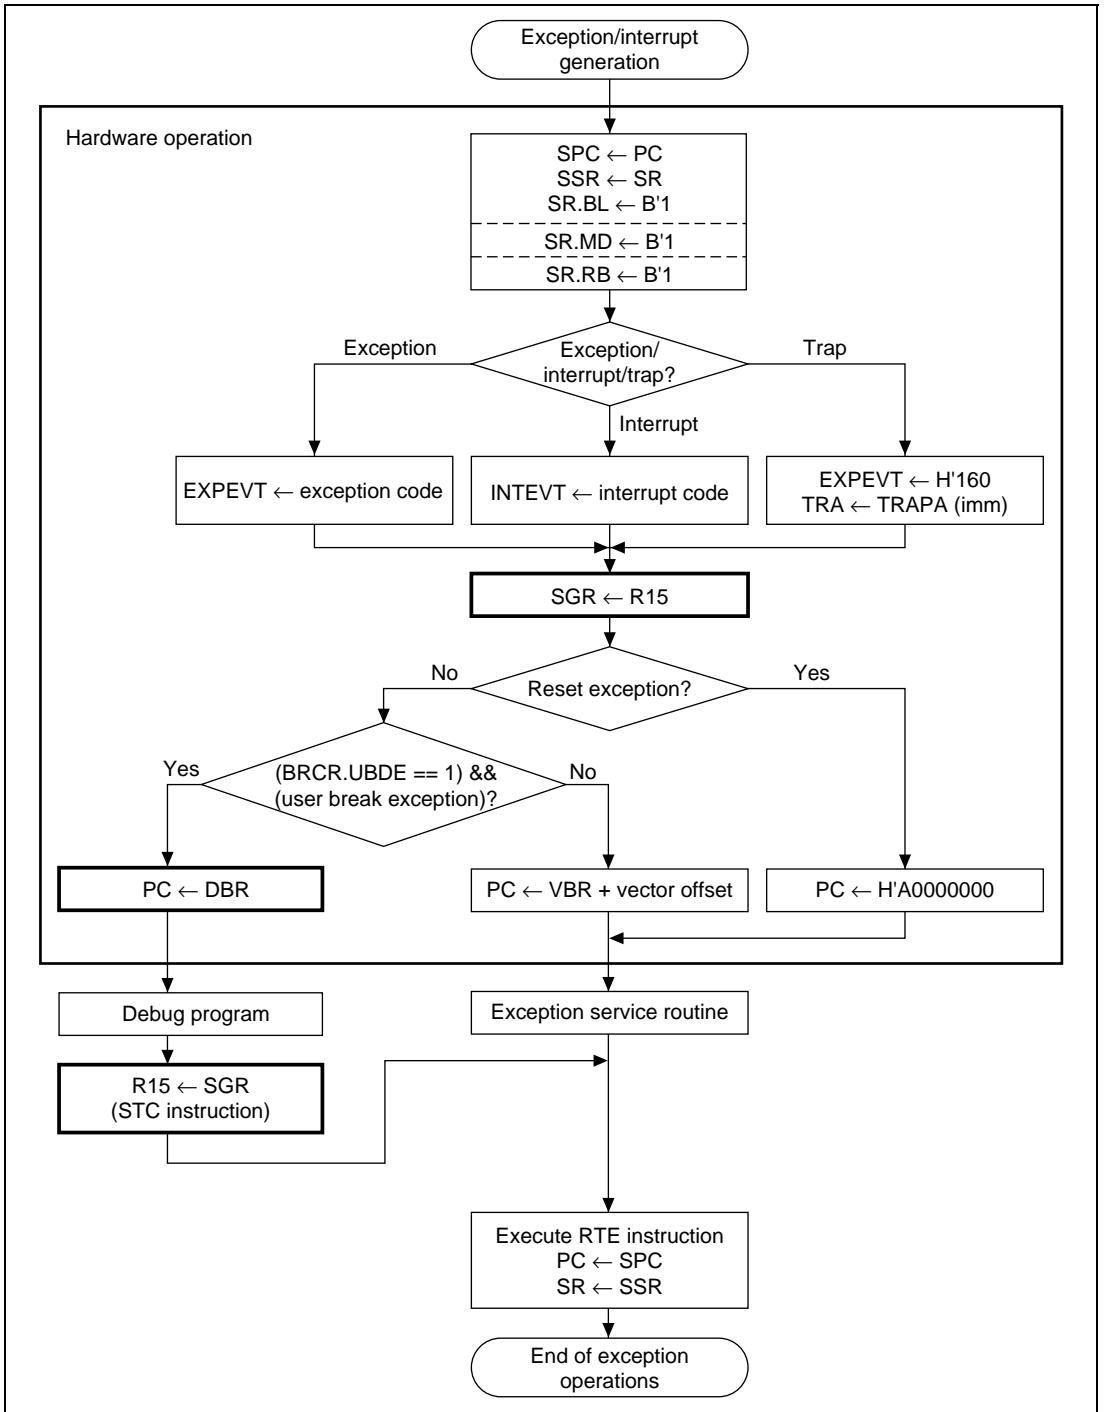 Exception/interrupt
generation
Hardware operation
SPC ← PC
SSR ← SR
SR.BL ← B'1
SR.MD ← B'1
SR.RB ← B'1
Exception
Exception/
interrupt/trap?
Trap
Interrupt
EXPEVT ← exception code
INTEVT ← interrupt code
EXPEVT ← H'160
TRA ← TRAPA (imm)
SGR ← R15
No
Reset exception?
Yes
Yes
(BRCR.UBDE == 1) &&
(user break exception)?
No
PC ← DBR
PC ← VBR + vector offset
PC ← H'A0000000
Debug program
Exception service routine
R15 ← SGR
(STC instruction)
Execute RTE instruction
PC ← SPC
SR ← SSR
End of exception
operations